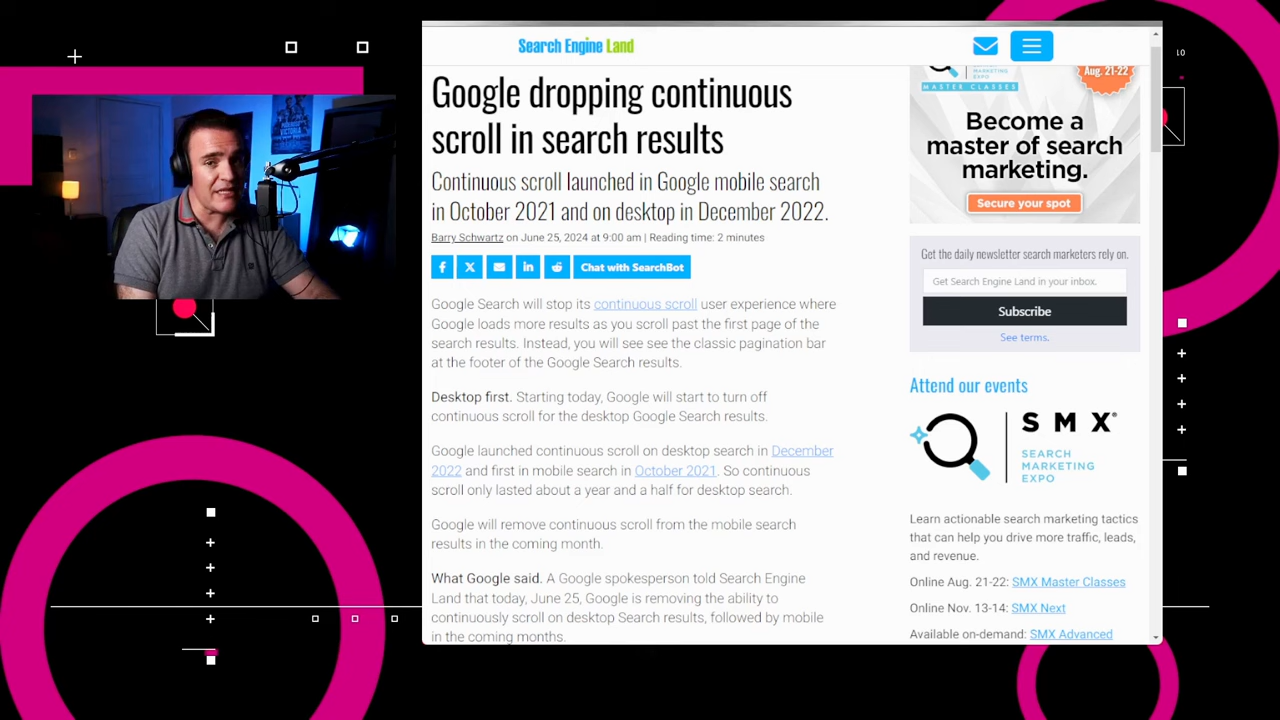 Search Engine Land
Google dropping continuous
scroll in search results
Continuous scroll launched in Google mobile search
in October 2021 and on desktop in December 2022.
Barry Schwartz on June 25, 2024 at 9:00 am | Reading time: 2 minutes
Chat with SearchBot
Google Search will stop its continuous scroll user experience where
Google loads more results as you scroll past the first page of the
search results. Instead, you will see see the classic pagination bar
at the footer of the Google Search results.
Desktop first. Starting today, Google will start to turn off
continuous scroll for the desktop Google Search results.
Google launched continuous scroll on desktop search in December
2022 and first in mobile search in October 2021. So continuous
scroll only lasted about a year and a half for desktop search.
Google will remove continuous scroll from the mobile search
results in the coming month.
What Google said. A Google spokesperson told Search Engine
Land that today, June 25, Google is removing the ability to
continuously scroll on desktop Search results, followed by mobile
in the coming months.
MARKETING
EXPO
MASTER CLASSES
Aug. 21-22
Become a
master of search
marketing.
Secure your spot
Get the daily newsletter search marketers rely on.
Get Search Engine Land in your inbox.
Subscribe
See terms.
Attend our events
SMX®
SEARCH
MARKETING
EXPO
Learn actionable search marketing tactics
that can help you drive more traffic, leads,
and revenue.
Online Aug. 21-22: SMX Master Classes
Online Nov. 13-14: SMX Next
Available on-demand: SMX Advanced
10